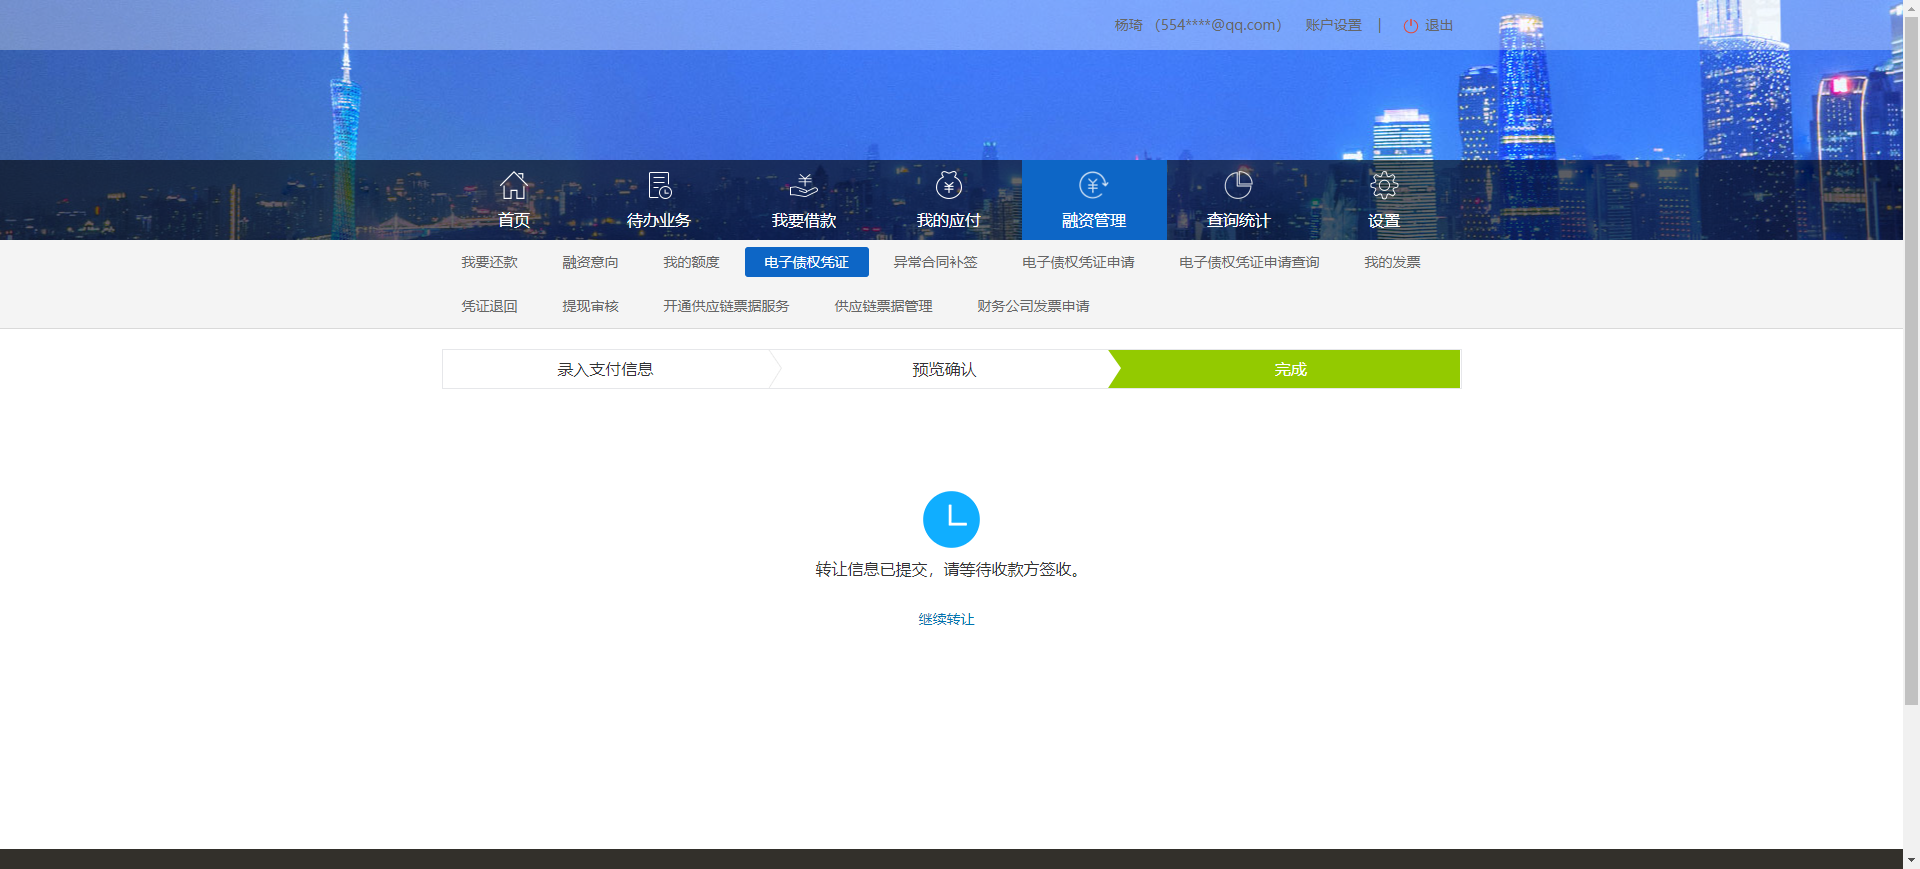 杨琦 （554****@qq.com） 账户设置 | 退出
首页 待办业务 我要借款 我的应付 融资管理 查询统计 设置
我要还款 融资意向 我的额度 电子债权凭证 异常合同补签 电子债权凭证申请 电子债权凭证申请查询 我的发票
凭证退回 提现审核 开通供应链票据服务 供应链票据管理 财务公司发票申请
录入支付信息 预览确认 完成
转让信息已提交，请等待收款方签收。
继续转让